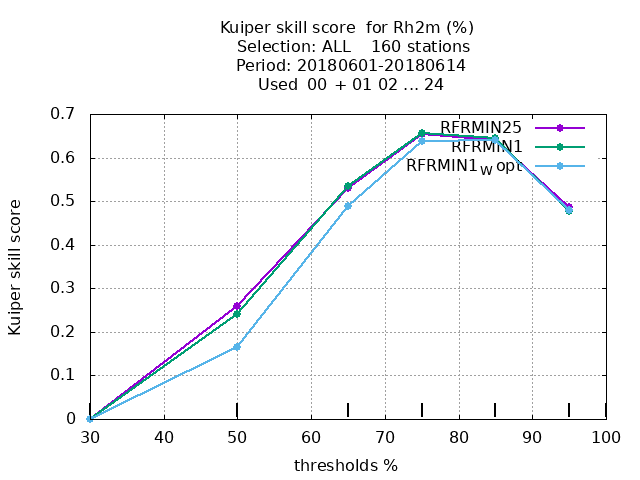 Kuiper skill score  for Rh2m (%)
Selection: ALL    160 stations
Period: 20180601-20180614
Used  00 + 01 02 ... 24
0.7
RFRMIN25
RFRMIN1
RFRMIN1W opt
0.6
0.5
0.4
0.3
0.2
0.1
0
Kuiper skill score
30 40 50 60 70 80 90 100
thresholds %